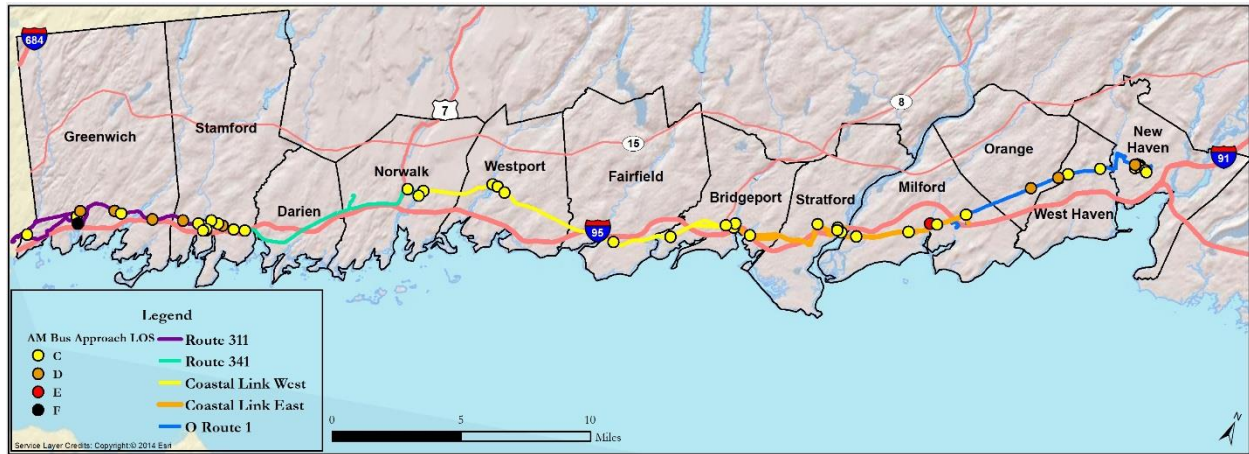 684
7
8
15
91
95
Greenwich
Stamford
Darien
Norwalk
Westport
Fairfield
Bridgeport
Stratford
Milford
Orange
West Haven
New
Haven
Legend
AM Bus Approach LOS
C
D
E
F
Route 311
Route 341
Coastal Link West
Coastal Link East
O Route 1
0 5 10
Miles
N
Service Layer Credits: Copyright:© 2014 Esri